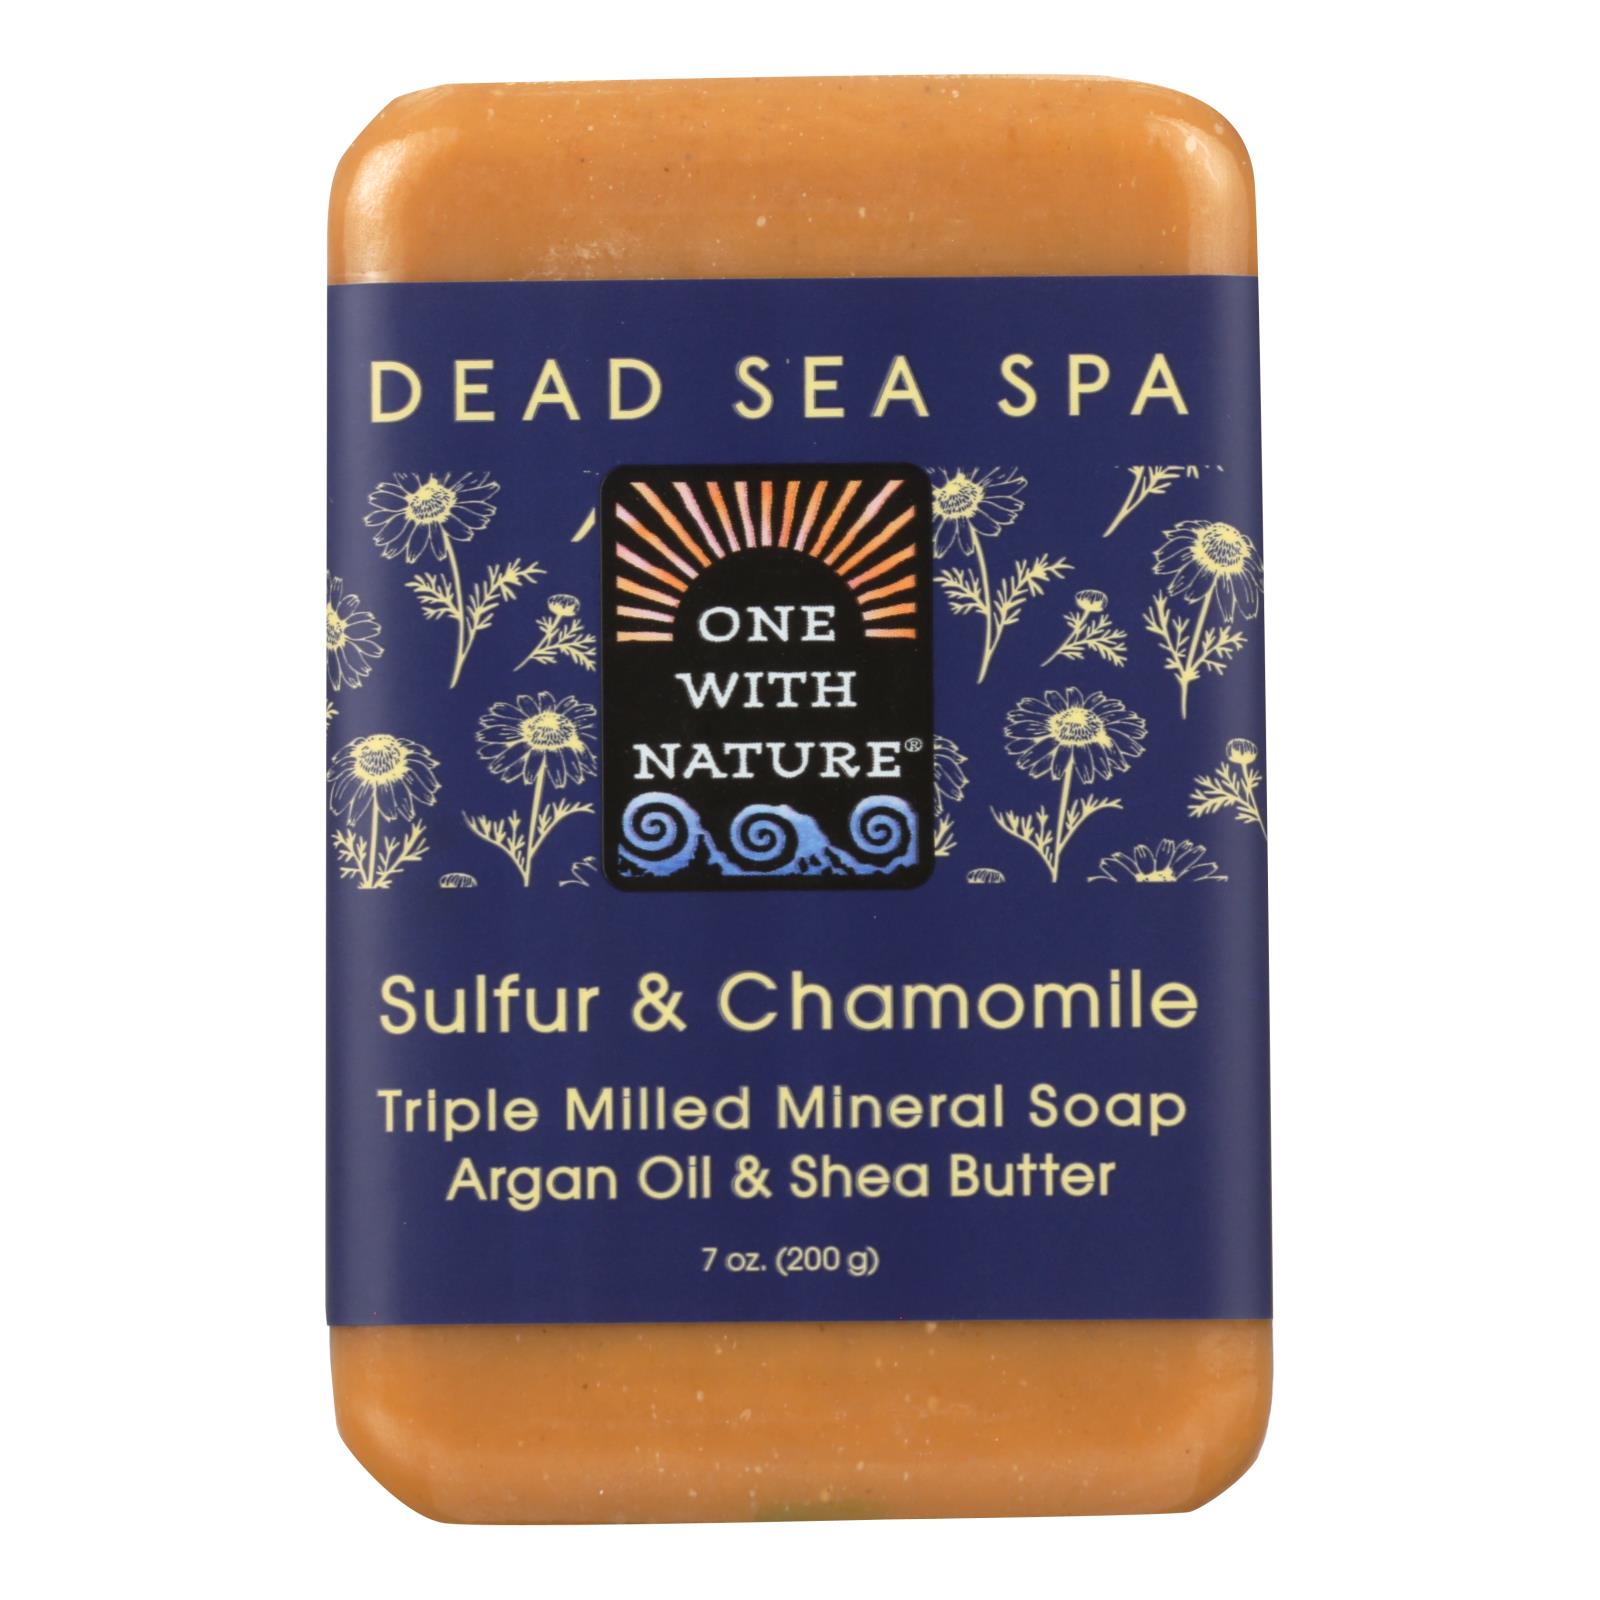 DEAD SEA SPA
ONE
WITH
NATURE®
Sulfur & Chamomile
Triple Milled Mineral Soap
Argan Oil & Shea Butter
7 oz. (200 g)